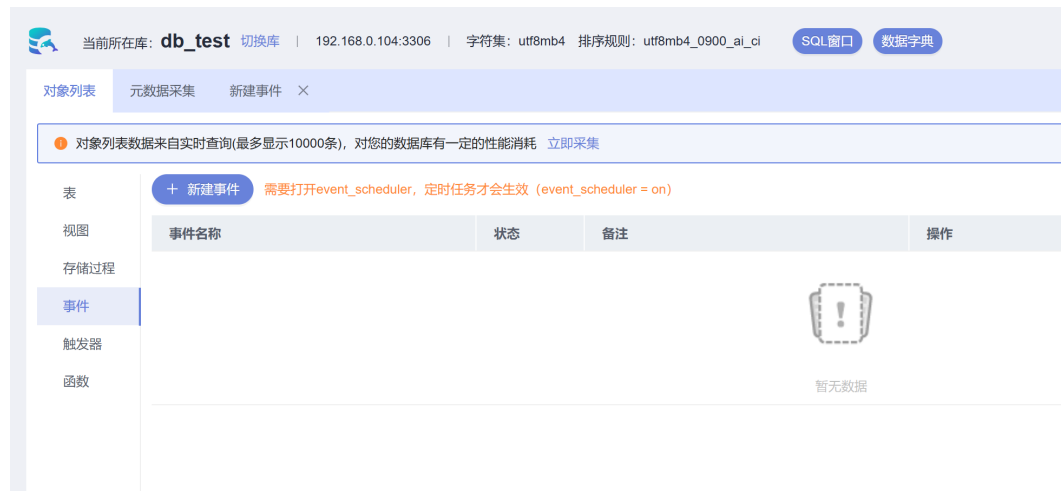 当前所在库: db_test 切换库 | 192.168.0.104:3306 | 字符集: utf8mb4 排序规则: utf8mb4_0900_ai_ci SQL窗口 数据字典
对象列表 元数据采集 新建事件 ×
对象列表数据来自实时查询(最多显示10000条)，对您的数据库有一定的性能消耗 立即采集
表
+ 新建事件 需要打开event_scheduler，定时任务才会生效（event_scheduler = on）
视图
事件名称 状态 备注 操作
存储过程
事件
触发器
函数
暂无数据